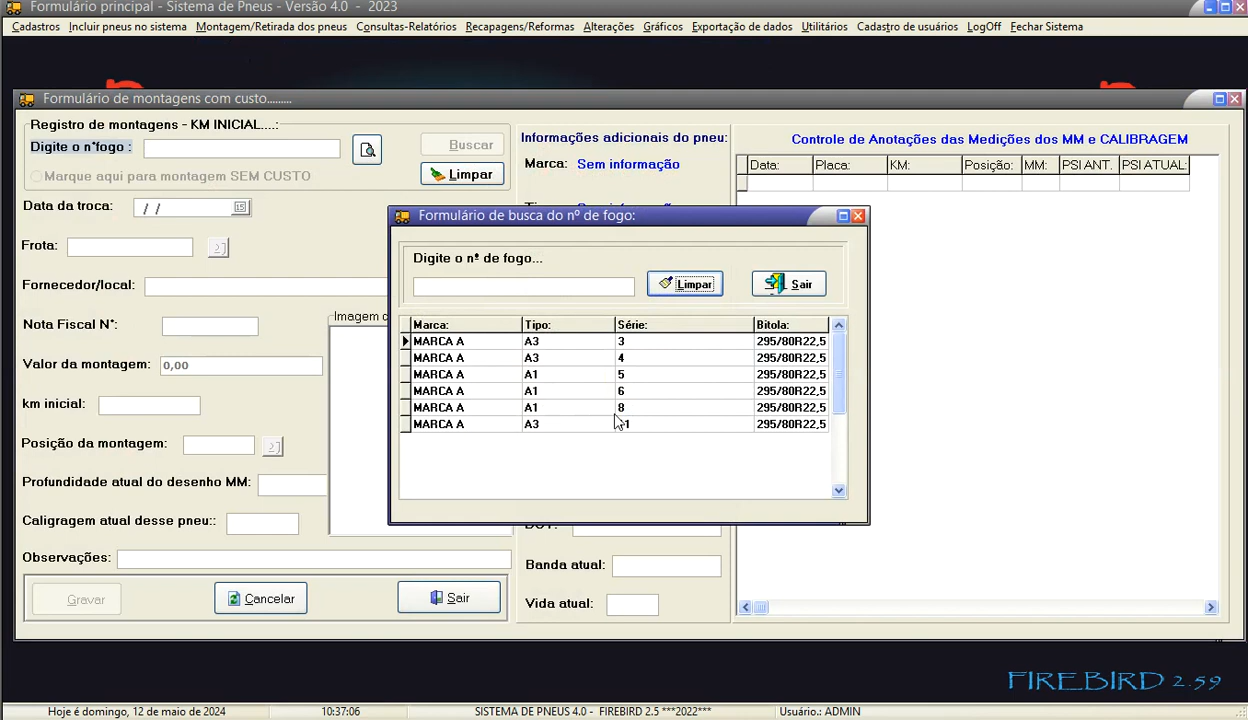 Formulário principal - Sistema de Pneus - Versão 4.0 - 2023
Cadastros Incluir pneus no sistema Montagem/Retirada dos pneus Consultas-Relatórios Recapagens/Reformas Alterações Gráficos Exportação de dados Utilitários Cadastro de usuários LogOff Fechar Sistema
Formulário de montagens com custo.........
Registro de montagens - KM INICIAL....:
Digite o n°fogo :
Buscar
Marque aqui para montagem SEM CUSTO
Limpar
Data da troca: / /
15
Frota:
Fornecedor/local:
Nota Fiscal N°:
Valor da montagem: 0,00
km inicial:
Posição da montagem:
Profundidade atual do desenho MM:
Caligragem atual desse pneu::
Observações:
Gravar Cancelar Sair
Informações adicionais do pneu:
Marca: Sem informação
Banda atual:
Vida atual:
Controle de Anotações das Medições dos MM e CALIBRAGEM
Data: Placa: KM: Posição: MM: PSI ANT. PSI ATUAL:
Formulário de busca do nº de fogo:
Digite o nº de fogo...
Limpar Sair
Marca: Tipo: Série: Bitola:
MARCA A A3 3 295/80R22,5
MARCA A A3 4 295/80R22,5
MARCA A A1 5 295/80R22,5
MARCA A A1 6 295/80R22,5
MARCA A A1 8 295/80R22,5
MARCA A A3 295/80R22,5
FIREBIRD 2.59
Hoje é domingo, 12 de maio de 2024 10:37:06 SISTEMA DE PNEUS 4.0 - FIREBIRD 2.5 ***2022*** Usuário.: ADMIN